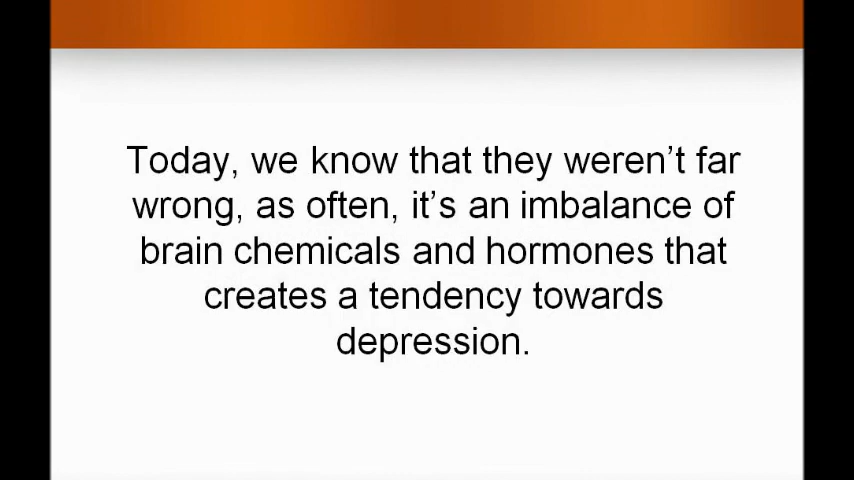 Today, we know that they weren’t far
wrong, as often, it’s an imbalance of
brain chemicals and hormones that
creates a tendency towards
depression.